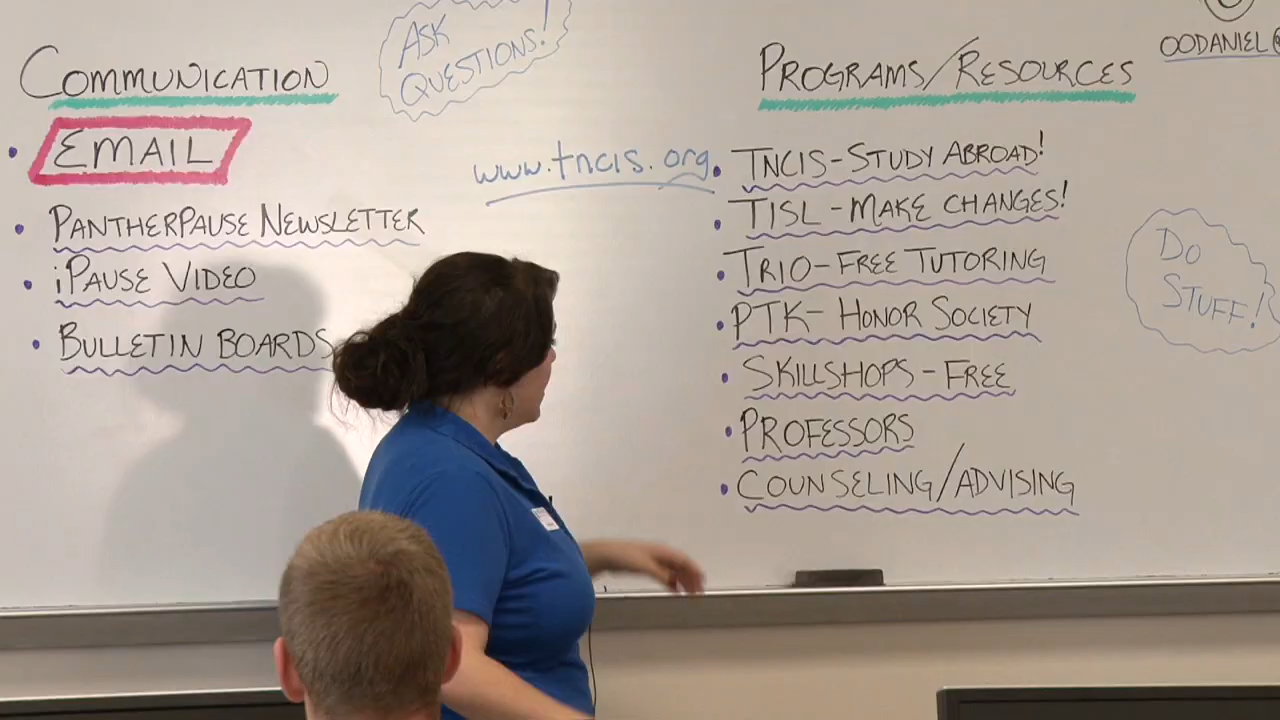 COMMUNICATION
EMAIL
PANTHERPAUSE NEWSLETTER
iPAUSE VIDEO
BULLETIN BOARDS
ASK
QUESTIONS!
www.tncis.org
PROGRAMS/RESOURCES
TNCIS-STUDY ABROAD!
TISL-MAKE CHANGES!
TRIO-FREE TUTORING
PTK-HONOR SOCIETY
SKILLSHOPS-FREE
PROFESSORS
COUNSELING/ADVISING
OODANIEL@
DO
STUFF!